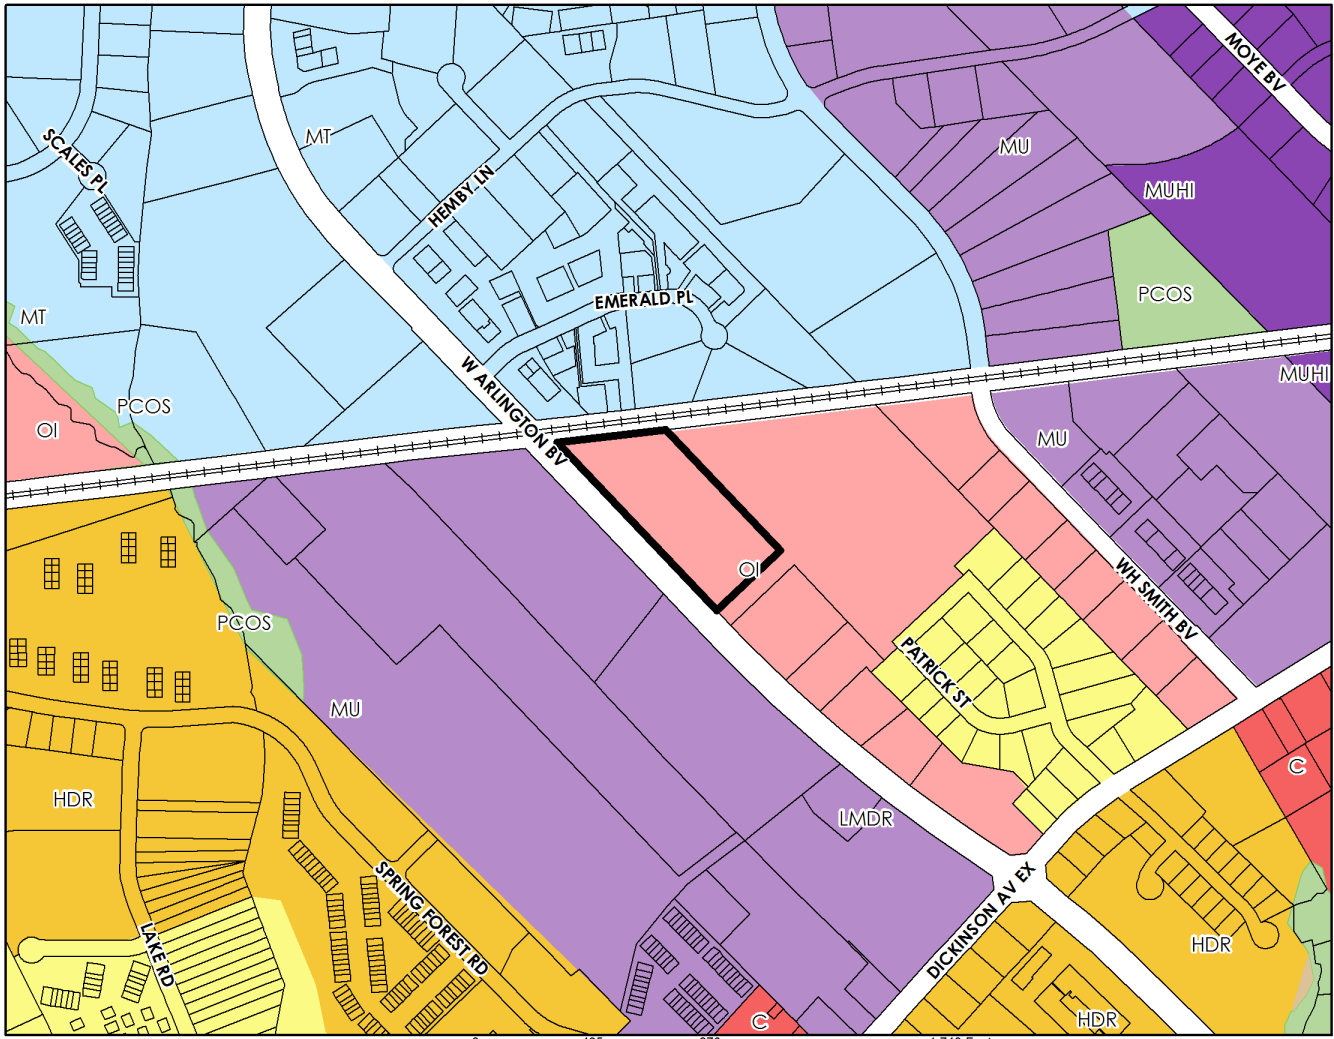 MOYE BV
MT
SCALES PL
MU
HEMBY LN
MUHI
PCOS
EMERALD PL
MT
W ARLINGTON BV
MUHI
PCOS
OI
MU
OI
WH SMITH BV
PCOS
PATRICK ST
MU
C
HDR
LMDR
SPRING FOREST RD
DICKINSON AV EX
LAKE RD
HDR
C
HDR